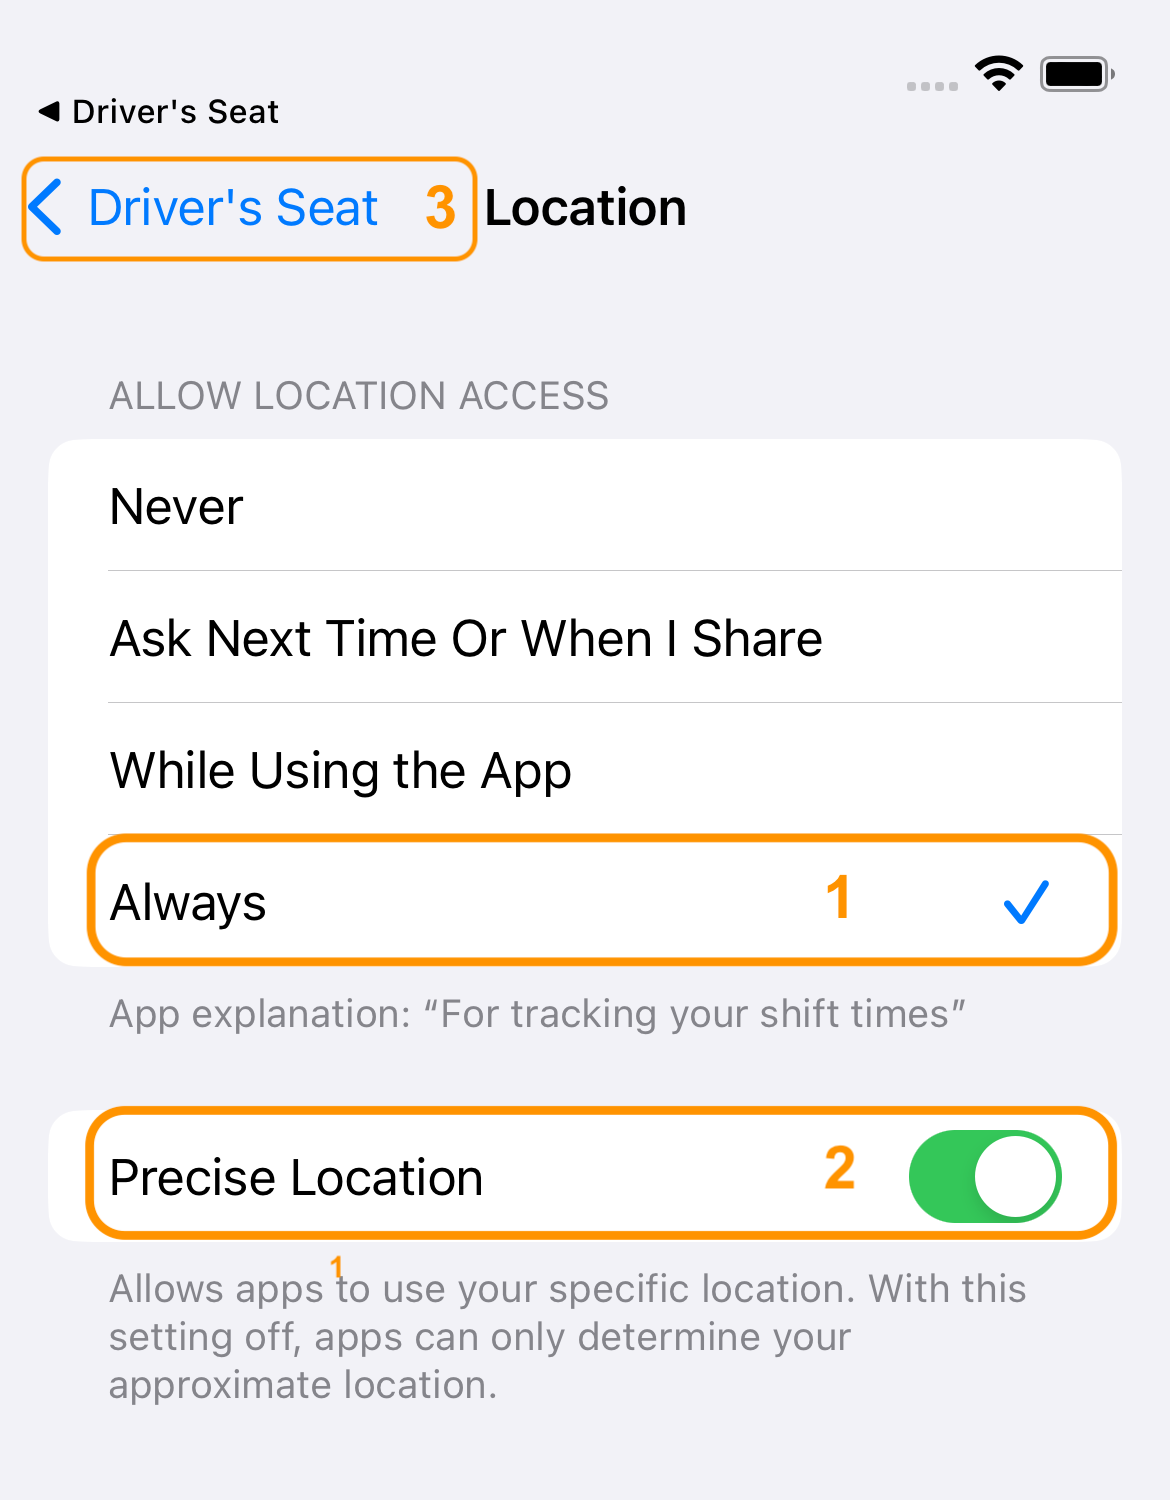 Driver's Seat
Driver's Seat 3 Location
ALLOW LOCATION ACCESS
Never
Ask Next Time Or When I Share
While Using the App
Always 1
App explanation: “For tracking your shift times”
Precise Location 2
1
Allows apps to use your specific location. With this
setting off, apps can only determine your
approximate location.